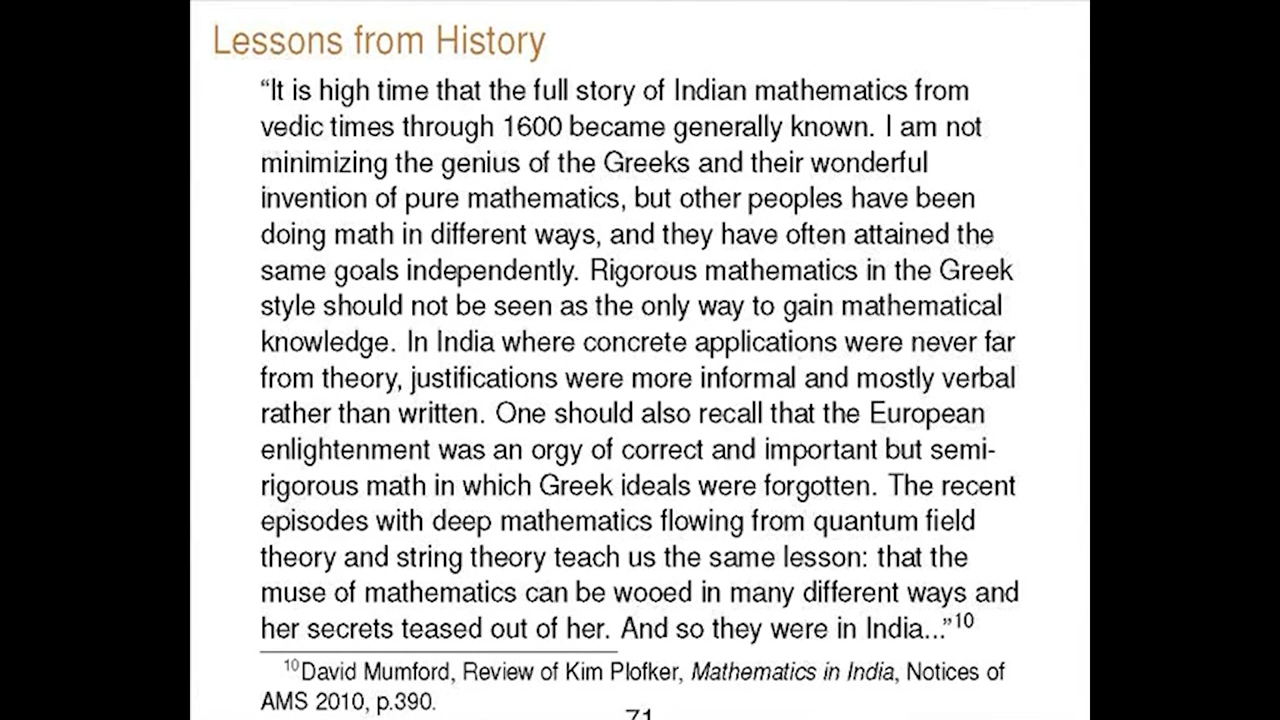 Lessons from History
“It is high time that the full story of Indian mathematics from
vedic times through 1600 became generally known. I am not
minimizing the genius of the Greeks and their wonderful
invention of pure mathematics, but other peoples have been
doing math in different ways, and they have often attained the
same goals independently. Rigorous mathematics in the Greek
style should not be seen as the only way to gain mathematical
knowledge. In India where concrete applications were never far
from theory, justifications were more informal and mostly verbal
rather than written. One should also recall that the European
enlightenment was an orgy of correct and important but semi-
rigorous math in which Greek ideals were forgotten. The recent
episodes with deep mathematics flowing from quantum field
theory and string theory teach us the same lesson: that the
muse of mathematics can be wooed in many different ways and
her secrets teased out of her. And so they were in India...”10
10David Mumford, Review of Kim Plofker, Mathematics in India, Notices of
AMS 2010, p.390.
71